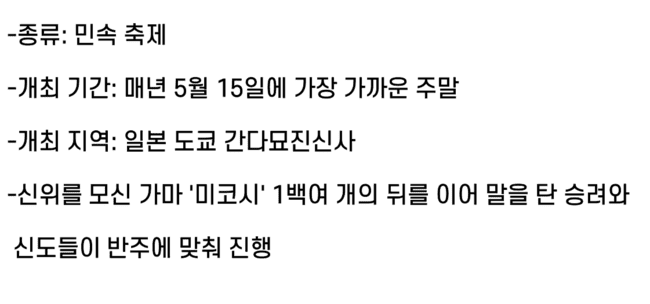 -종류: 민속 축제
-개최 기간: 매년 5월 15일에 가장 가까운 주말
-개최 지역: 일본 도쿄 간다묘진신사
-신위를 모신 가마 '미코시' 1백여 개의 뒤를 이어 말을 탄 승려와
신도들이 반주에 맞춰 진행